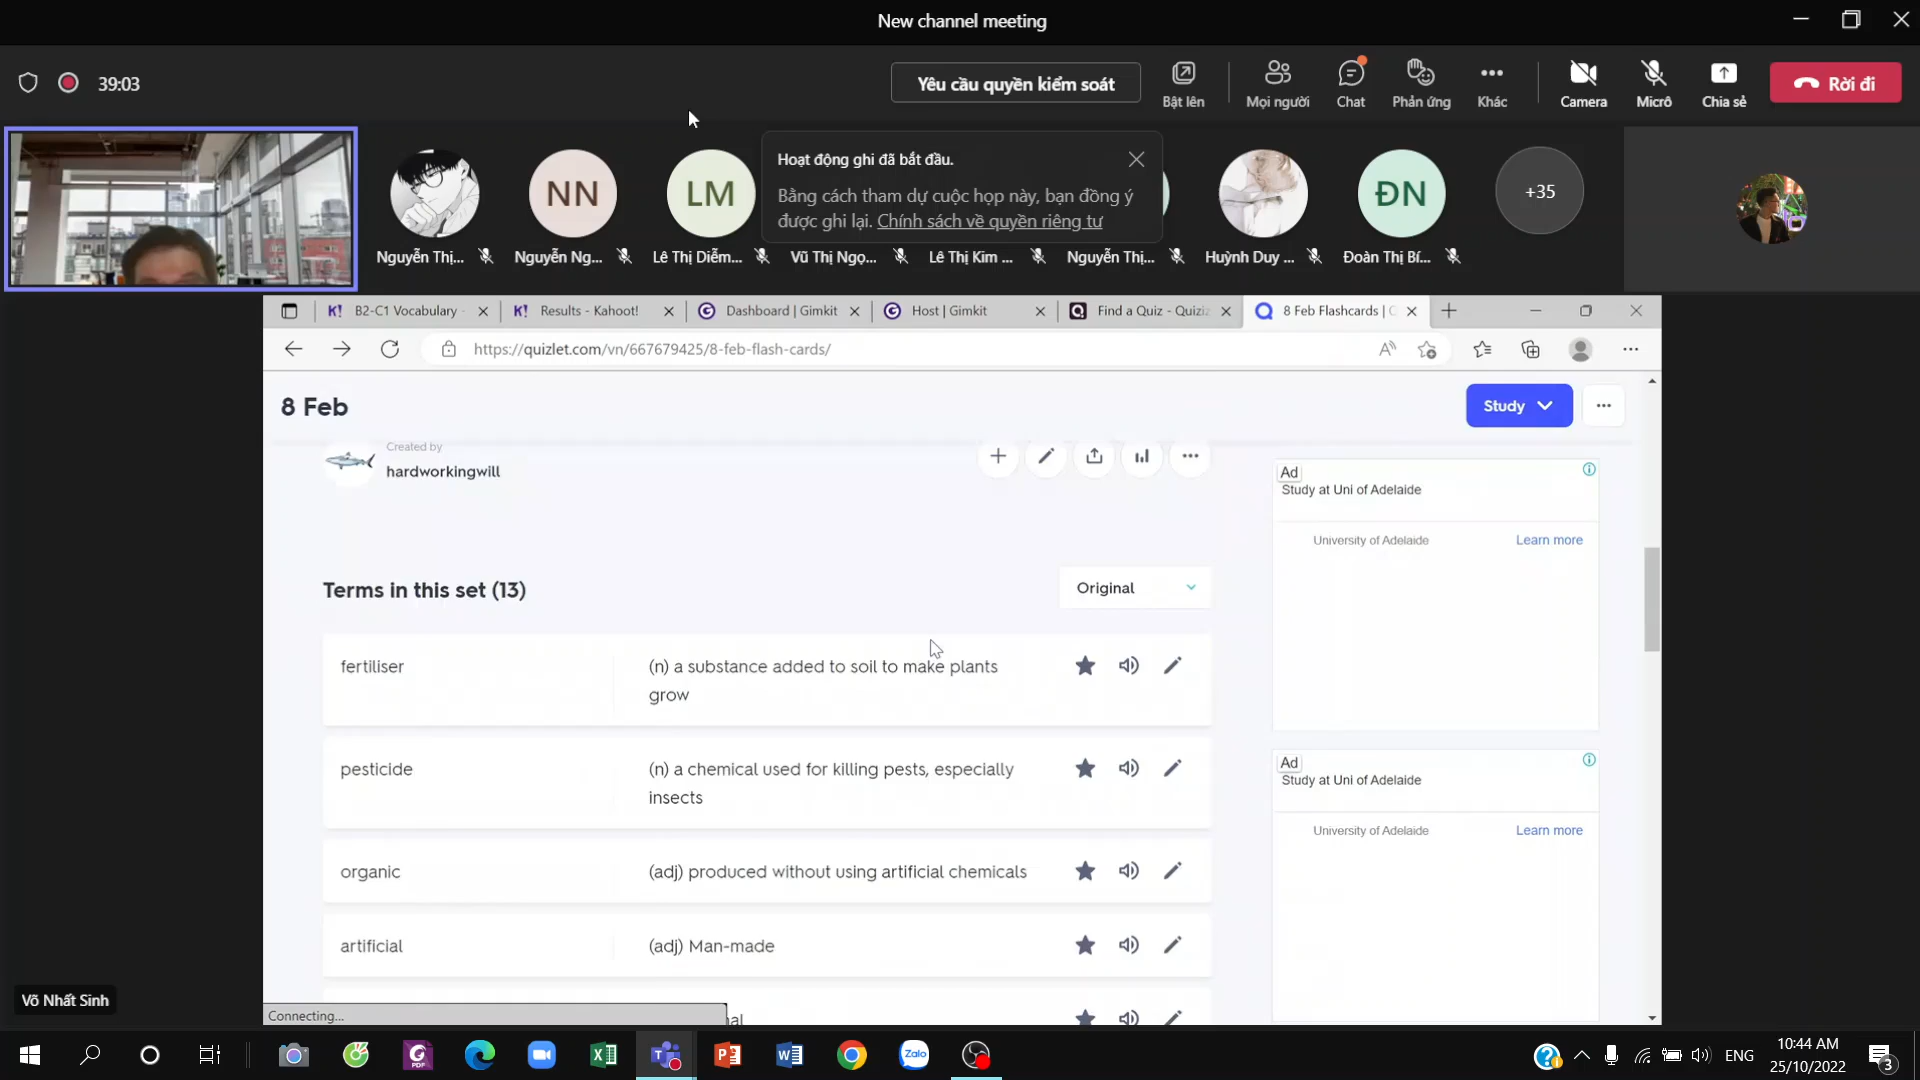 New channel meeting
39:03
Yêu cầu quyền kiểm soát
Bật lên
Mọi người
Chat
Phản ứng
Khác
Camera
Micrô
Chia sẻ
Rời đi
NN
LM
ĐN
+35
Hoạt động ghi đã bắt đầu.
Bằng cách tham dự cuộc họp này, bạn đồng ý
được ghi lại. Chính sách về quyền riêng tư
Nguyễn Thị...
Nguyễn Ng...
Lê Thị Diễm...
Vũ Thị Ngọ...
Lê Thị Kim ...
Nguyễn Thị...
Huỳnh Duy ...
Đoàn Thị Bí...
K! B2-C1 Vocabulary -
K! Results - Kahoot!
Dashboard | Gimkit
Host | Gimkit
Find a Quiz - Quiziz
8 Feb Flashcards |
https://quizlet.com/vn/667679425/8-feb-flash-cards/
8 Feb
Study
Created by
hardworkingwill
Terms in this set (13)
Original
fertiliser
(n) a substance added to soil to make plants
grow
pesticide
(n) a chemical used for killing pests, especially
insects
organic
(adj) produced without using artificial chemicals
artificial
(adj) Man-made
Ad
Study at Uni of Adelaide
University of Adelaide
Learn more
Ad
Study at Uni of Adelaide
University of Adelaide
Learn more
Võ Nhất Sinh
Connecting...
Zalo
ENG
10:44 AM
25/10/2022
3